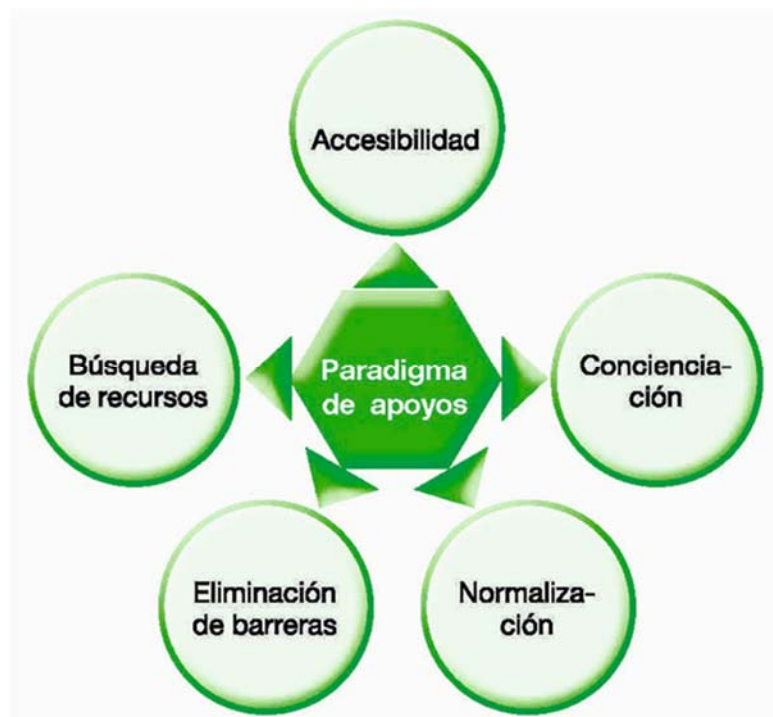 Accesibilidad
Búsqueda
de recursos
Paradigma
de apoyos
Conciencia-
ción
Eliminación
de barreras
Normaliza-
ción